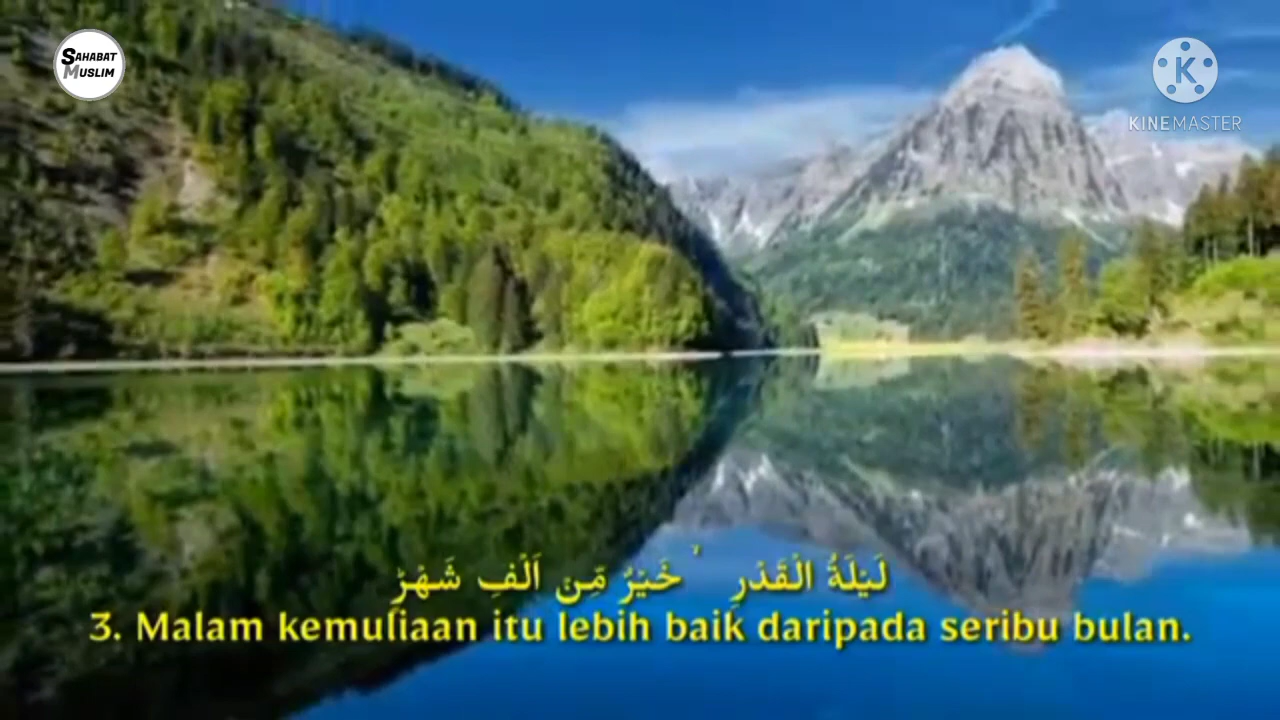 SAHABAT
MUSLIM
KINEMASTER
لَيْلَةُ الْقَدْرِ ۙ خَيْرٌ مِّنْ اَلْفِ شَهْرٍۗ
3. Malam kemuliaan itu lebih baik daripada seribu bulan.